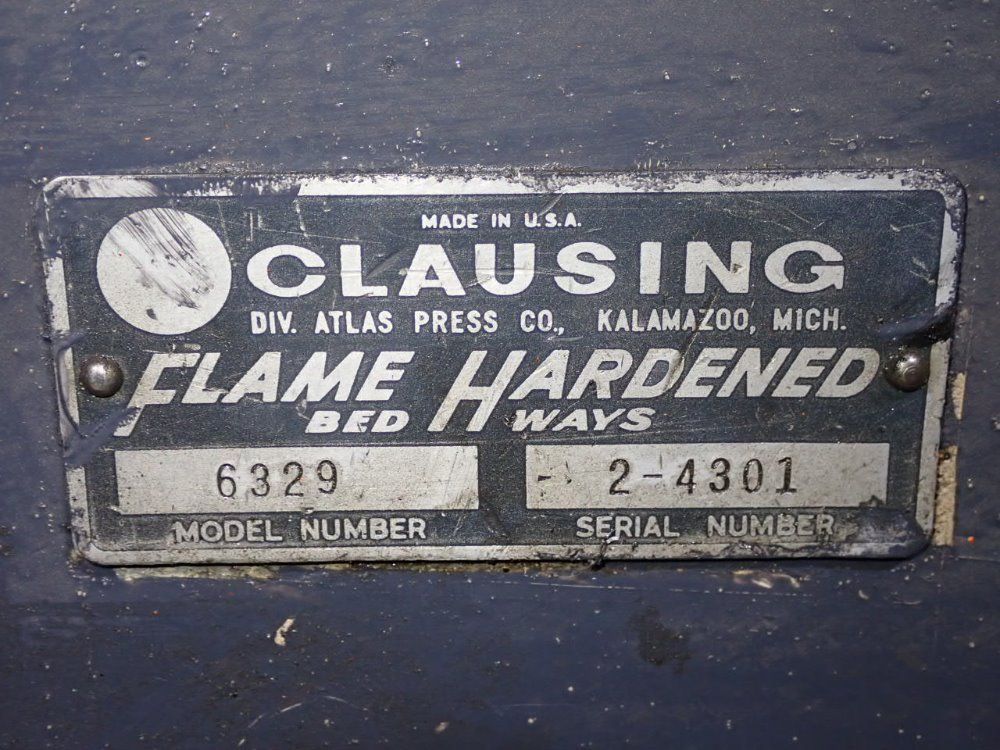 MADE IN U.S.A.
CLAUSING
DIV. ATLAS PRESS CO., KALAMAZOO, MICH.
FLAME HARDENED
BED WAYS
6329 - 2-4301
MODEL NUMBER SERIAL NUMBER